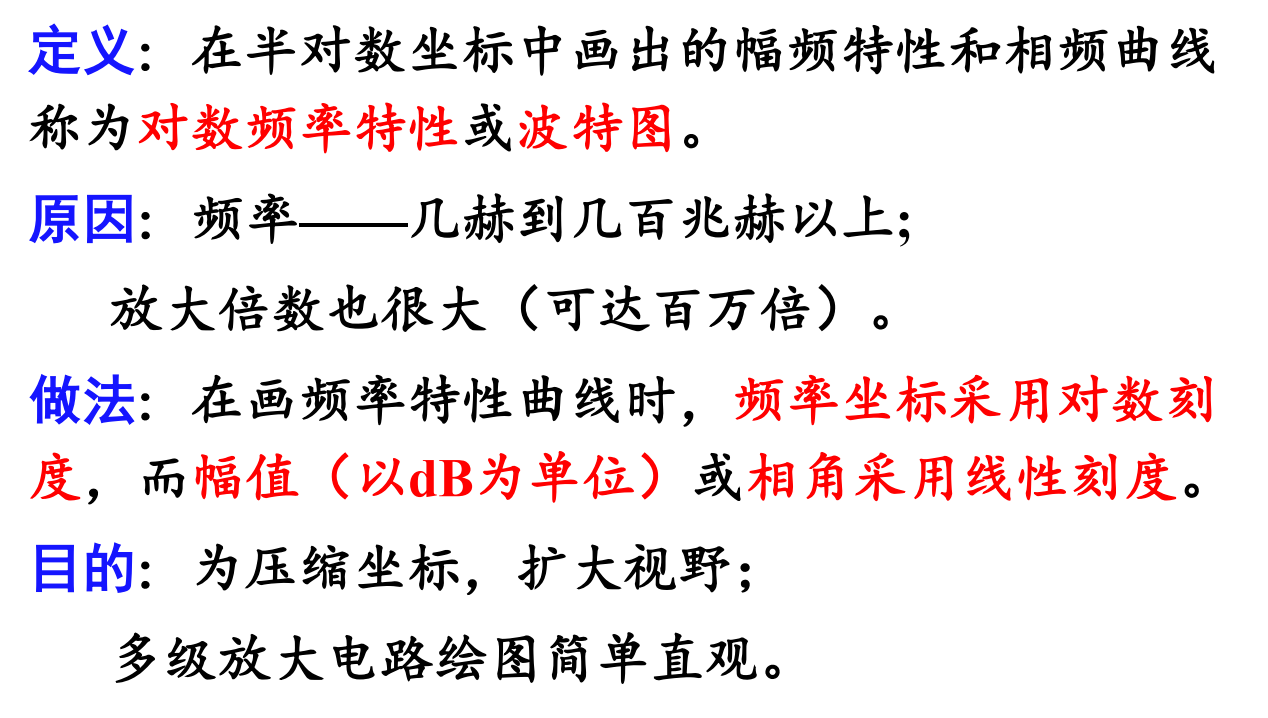 定义：在半对数坐标中画出的幅频特性和相频曲线
称为对数频率特性或波特图。
原因：频率——几赫到几百兆赫以上；
放大倍数也很大（可达百万倍）。
做法：在画频率特性曲线时，频率坐标采用对数刻
度，而幅值（以dB为单位）或相角采用线性刻度。
目的：为压缩坐标，扩大视野；
多级放大电路绘图简单直观。